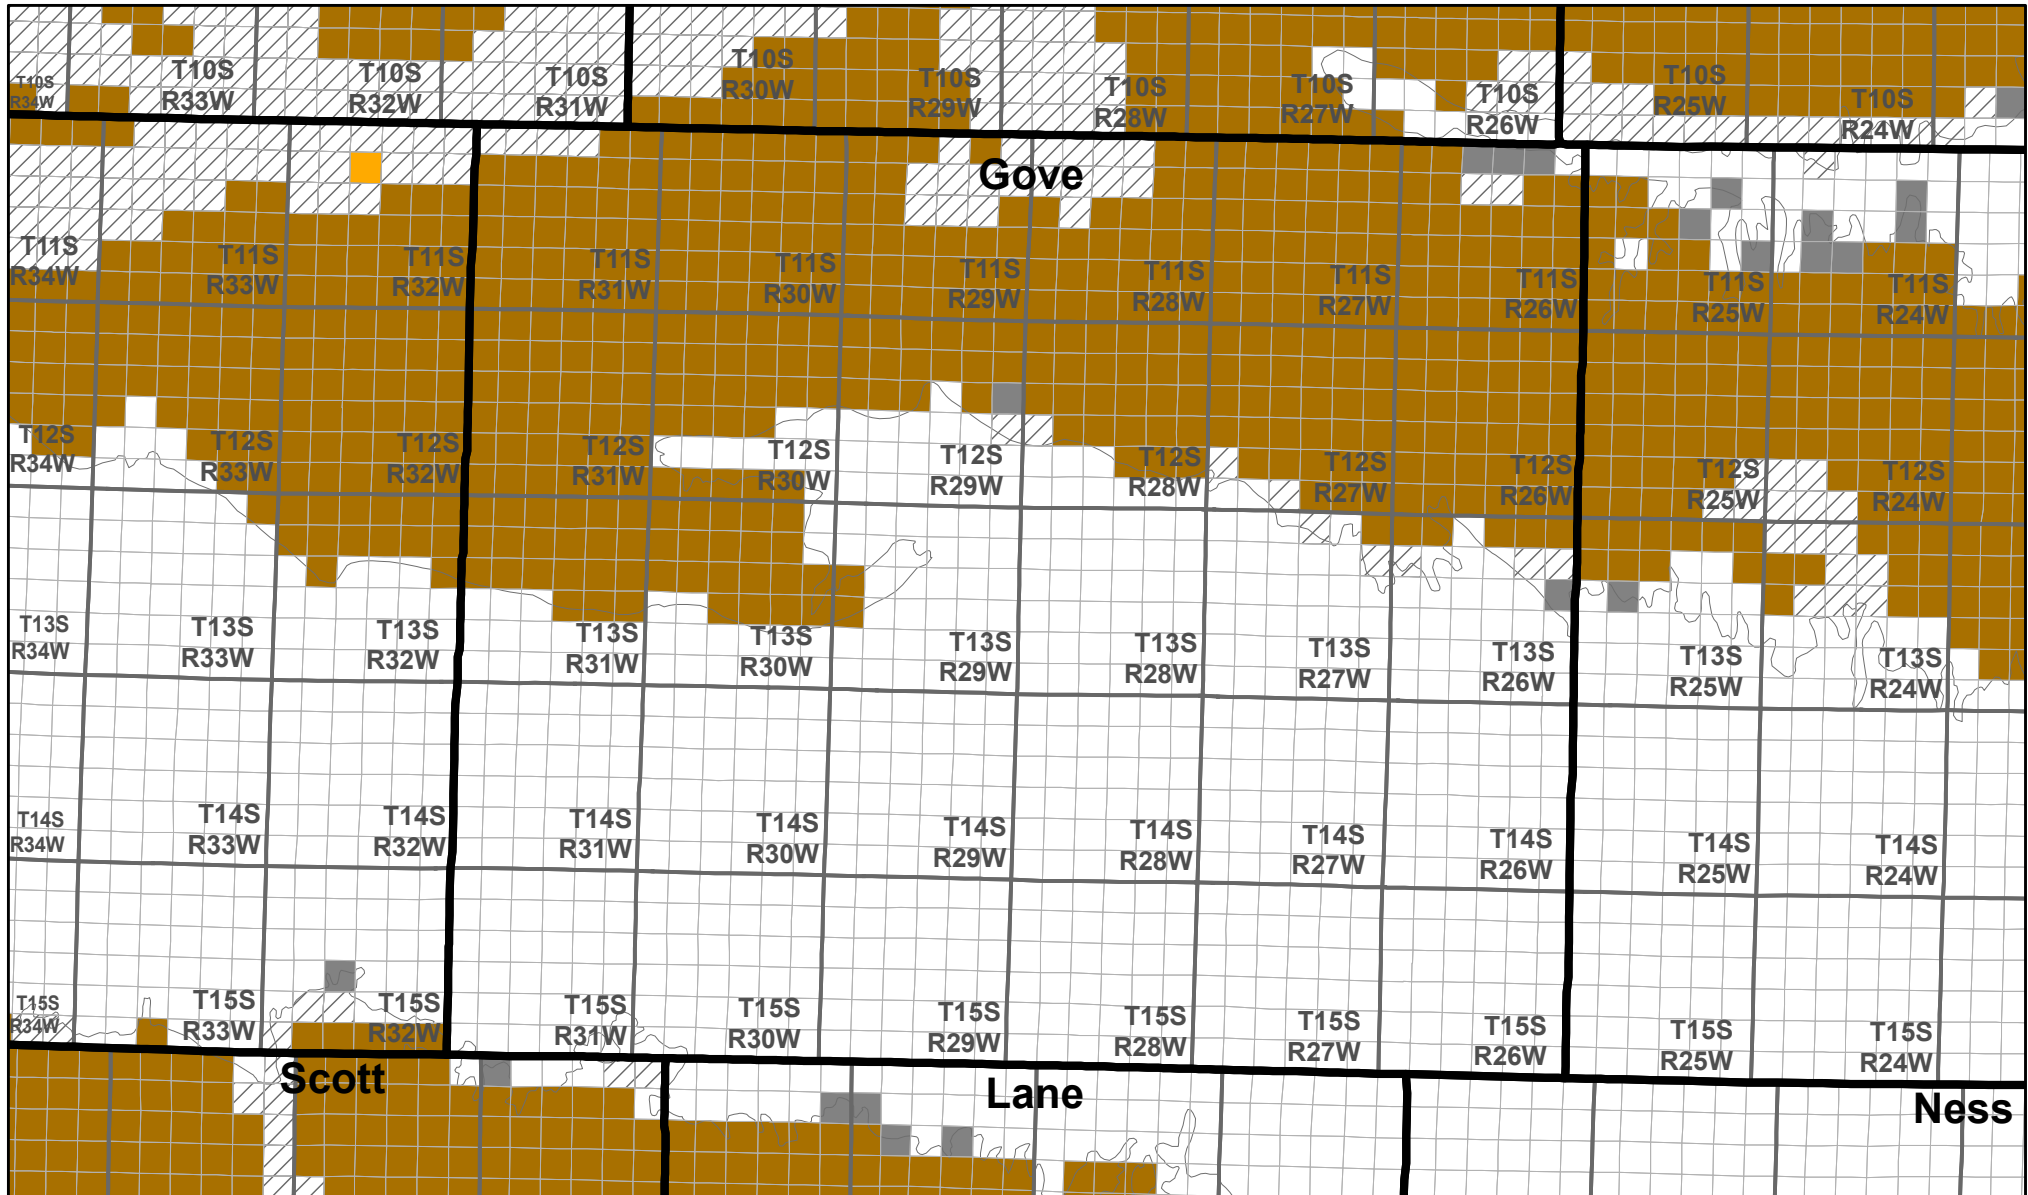 T10S
R34W
T10S
R33W
T10S
R32W
T10S
R31W
T10S
R30W
T10S
R29W
T10S
R28W
T10S
R27W
T10S
R26W
T10S
R25W
T10S
R24W
Gove
T11S
R34W
T11S
R33W
T11S
R32W
T11S
R31W
T11S
R30W
T11S
R29W
T11S
R28W
T11S
R27W
T11S
R26W
T11S
R25W
T11S
R24W
T12S
R34W
T12S
R33W
T12S
R32W
T12S
R31W
T12S
R30W
T12S
R29W
T12S
R28W
T12S
R27W
T12S
R26W
T12S
R25W
T12S
R24W
T13S
R34W
T13S
R33W
T13S
R32W
T13S
R31W
T13S
R30W
T13S
R29W
T13S
R28W
T13S
R27W
T13S
R26W
T13S
R25W
T13S
R24W
T14S
R34W
T14S
R33W
T14S
R32W
T14S
R31W
T14S
R30W
T14S
R29W
T14S
R28W
T14S
R27W
T14S
R26W
T14S
R25W
T14S
R24W
T15S
R34W
T15S
R33W
T15S
R32W
T15S
R31W
T15S
R30W
T15S
R29W
T15S
R28W
T15S
R27W
T15S
R26W
T15S
R25W
T15S
R24W
Scott
Lane
Ness